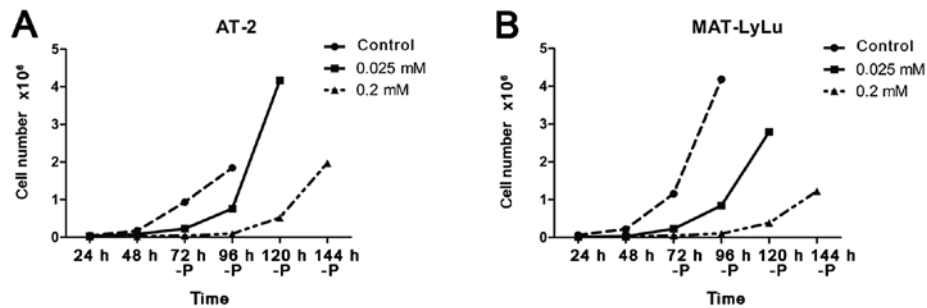 A
AT-2
Control
0.025 mM
0.2 mM
Cell number x10⁶
5
4
3
2
1
0
24 h 48 h 72 h 96 h 120 h 144 h
-P -P -P -P
Time
B
MAT-LyLu
Control
0.025 mM
0.2 mM
Cell number x10⁶
5
4
3
2
1
0
24 h 48 h 72 h 96 h 120 h 144 h
-P -P -P -P
Time